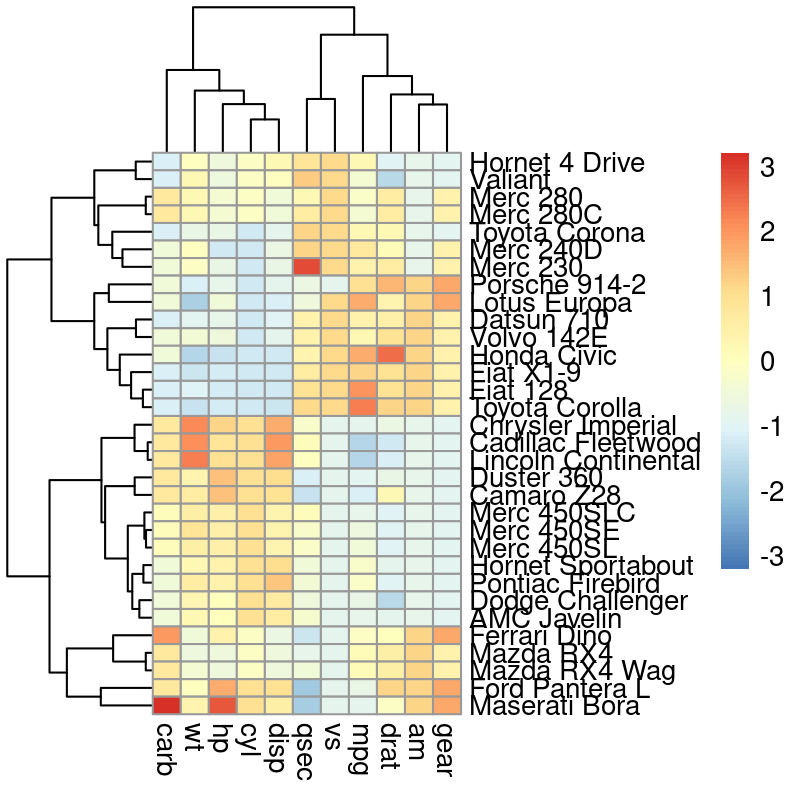 Hornet 4 Drive
Valiant
Merc 280
Merc 280C
Toyota Corona
Merc 240D
Merc 230
Porsche 914-2
Lotus Europa
Datsun 710
Volvo 142E
Honda Civic
Fiat X1-9
Fiat 128
Toyota Corolla
Chrysler Imperial
Cadillac Fleetwood
Lincoln Continental
Duster 360
Camaro Z28
Merc 450SLC
Merc 450SE
Merc 450SL
Hornet Sportabout
Pontiac Firebird
Dodge Challenger
AMC Javelin
Ferrari Dino
Mazda RX4
Mazda RX4 Wag
Ford Pantera L
Maserati Bora
carb
wt
hp
cyl
disp
qsec
vs
mpg
drat
am
gear
3
2
1
0
-1
-2
-3